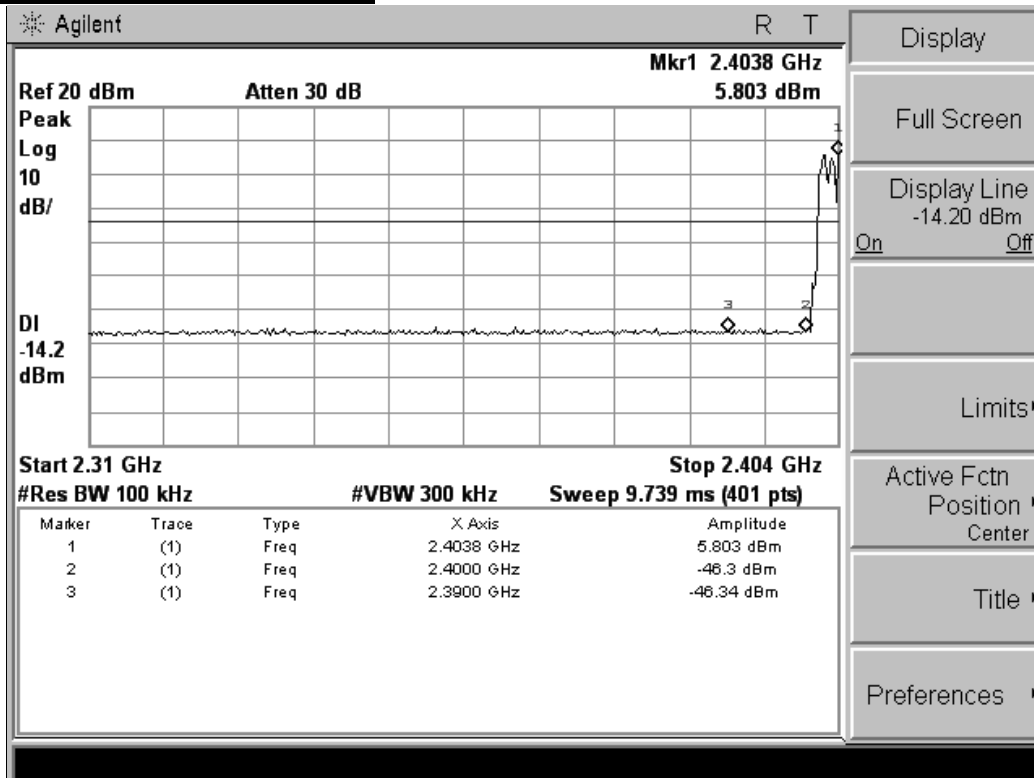 Agilent R T
Mkr1 2.4038 GHz
Ref 20 dBm Atten 30 dB 5.803 dBm
Peak
Log
10
dB/
1
3
2
DI
-14.2
dBm
Start 2.31 GHz Stop 2.404 GHz
#Res BW 100 kHz #VBW 300 kHz Sweep 9.739 ms (401 pts)
Marker Trace Type X Axis Amplitude
1 (1) Freq 2.4038 GHz 5.803 dBm
2 (1) Freq 2.4000 GHz -46.3 dBm
3 (1) Freq 2.3900 GHz -46.34 dBm
Display
Full Screen
Display Line
-14.20 dBm
On Off
Limits
Active Fctn
Position
Center
Title
Preferences